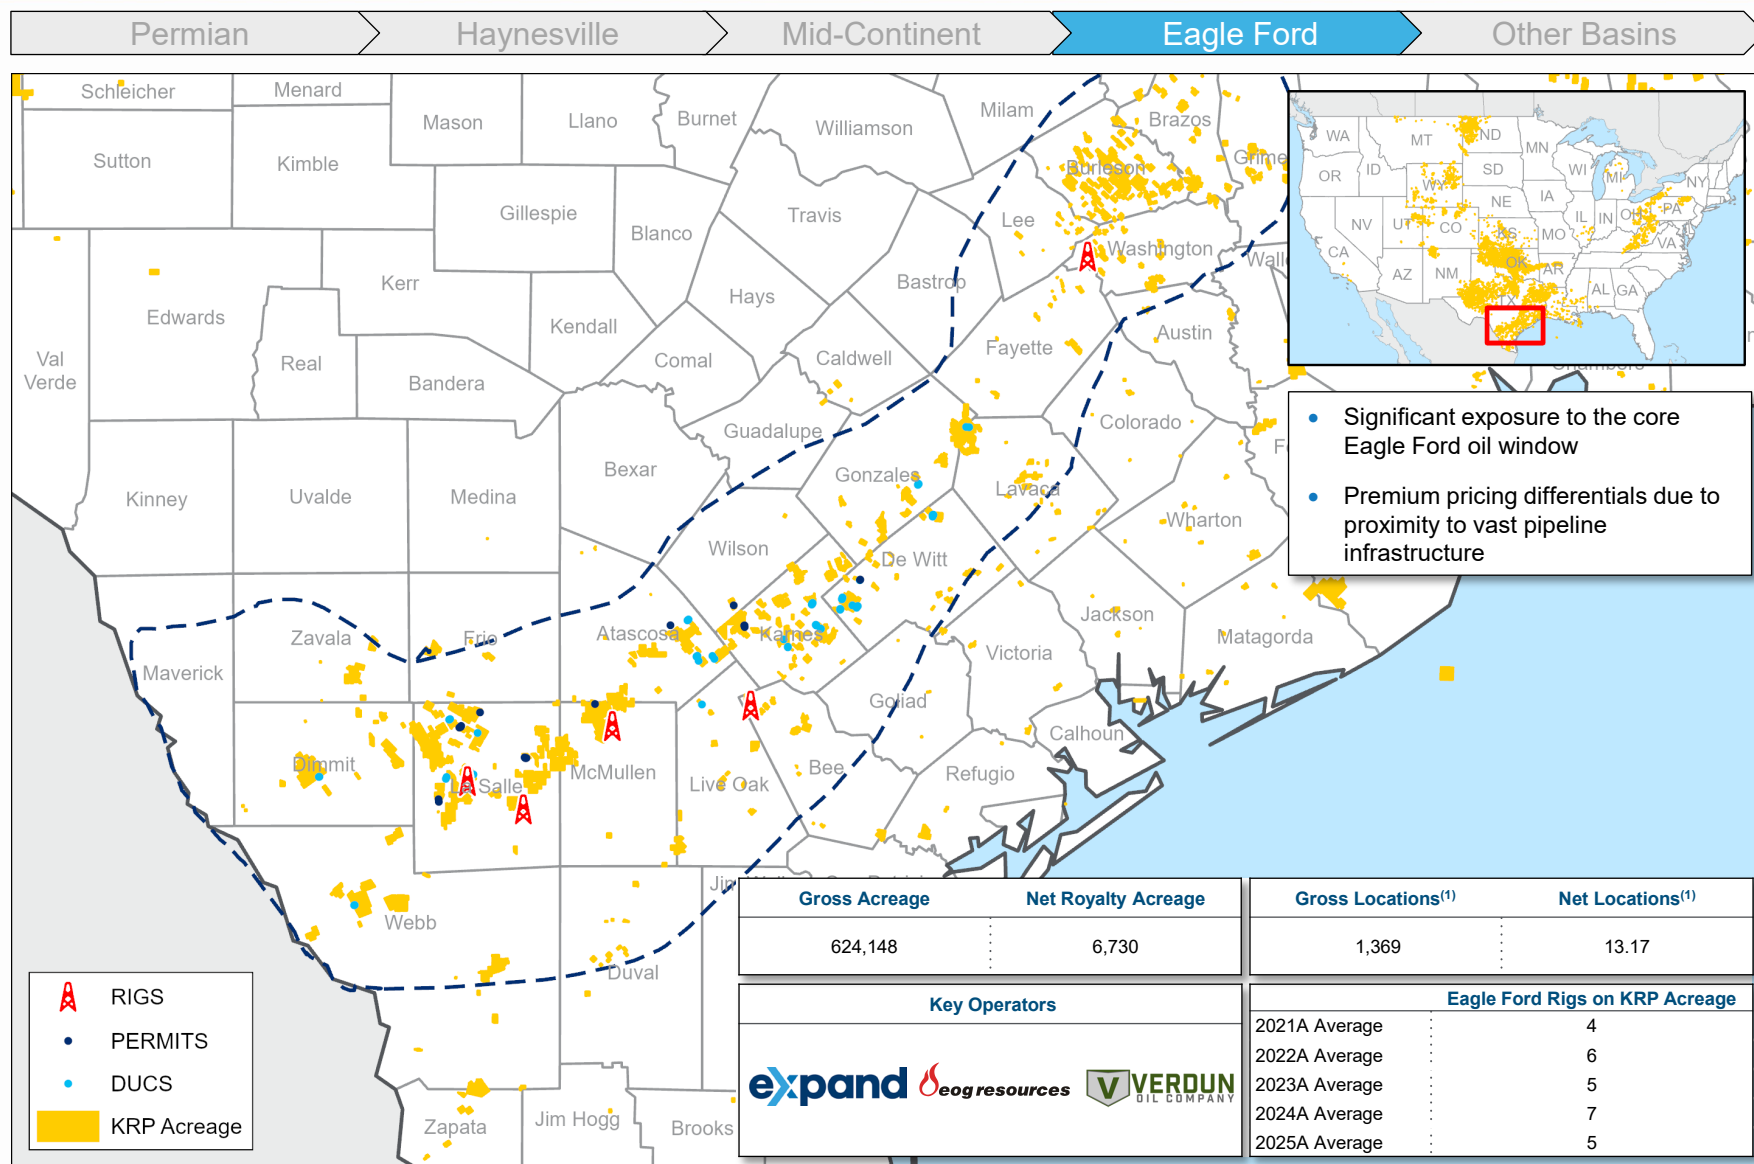 Permian
Haynesville
Mid-Continent
Eagle Ford
Other Basins
Schleicher
Menard
Mason
Llano
Burnet
Williamson
Milam
Brazos
Burleson
Grime
Sutton
Kimble
Gillespie
Blanco
Travis
Lee
Washington
Wall
Bastrop
Edwards
Kerr
Hays
Kendall
Real
Comal
Caldwell
Fayette
Austin
Val
Verde
Bandera
Guadalupe
Colorado
Chambers
Kinney
Uvalde
Medina
Bexar
Gonzales
Lavaca
Wharton
Wilson
De Witt
Zavala
Frio
Atascosa
Karnes
Jackson
Matagorda
Maverick
Victoria
Goliad
Calhoun
Dimmit
La Salle
McMullen
Live Oak
Bee
Refugio
Webb
Duval
Zapata
Jim Hogg
Brooks
WA
MT
ND
MN
OR
ID
SD
WI
MI
NY
WY
NE
IA
NV
UT
CO
KS
MO
IL
IN
OH
PA
VA
CA
AZ
NM
OK
AR
TX
AL
GA
• Significant exposure to the core
Eagle Ford oil window
• Premium pricing differentials due to
proximity to vast pipeline
infrastructure
RIGS
PERMITS
DUCS
KRP Acreage
Gross Acreage Net Royalty Acreage
624,148 6,730
Gross Locations(1) Net Locations(1)
1,369 13.17
Key Operators
expand
eog resources
V VERDUN
OIL COMPANY
Eagle Ford Rigs on KRP Acreage
2021A Average 4
2022A Average 6
2023A Average 5
2024A Average 7
2025A Average 5